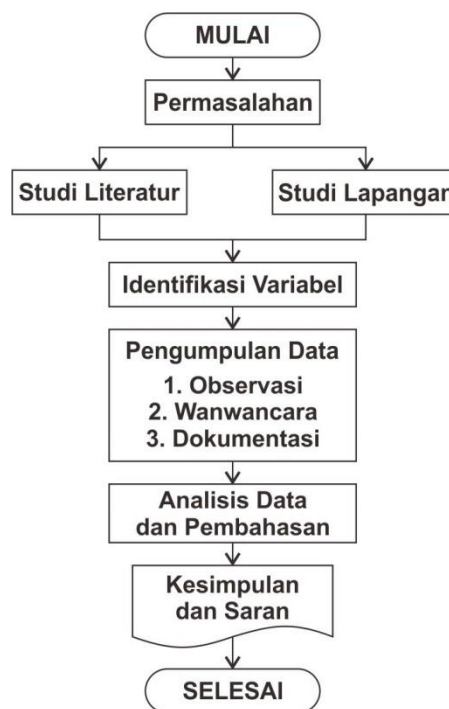 MULAI
Permasalahan
Studi Literatur
Studi Lapangan
Identifikasi Variabel
Pengumpulan Data
1. Observasi
2. Wanwancara
3. Dokumentasi
Analisis Data
dan Pembahasan
Kesimpulan
dan Saran
SELESAI